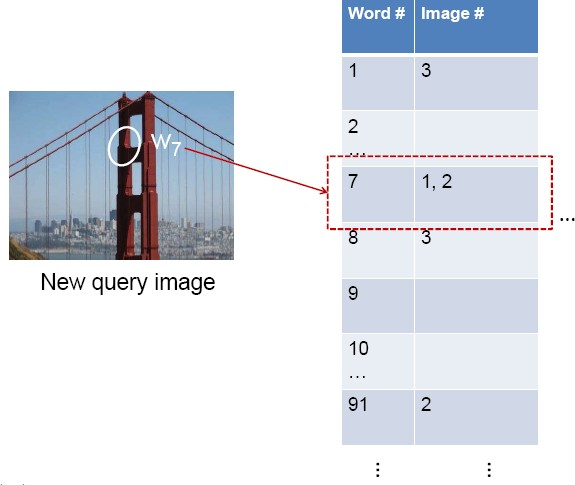 Word # Image #
1 3
2
...
W7
7 1, 2
...
8 3
New query image
9
10
...
91 2
⋮ ⋮